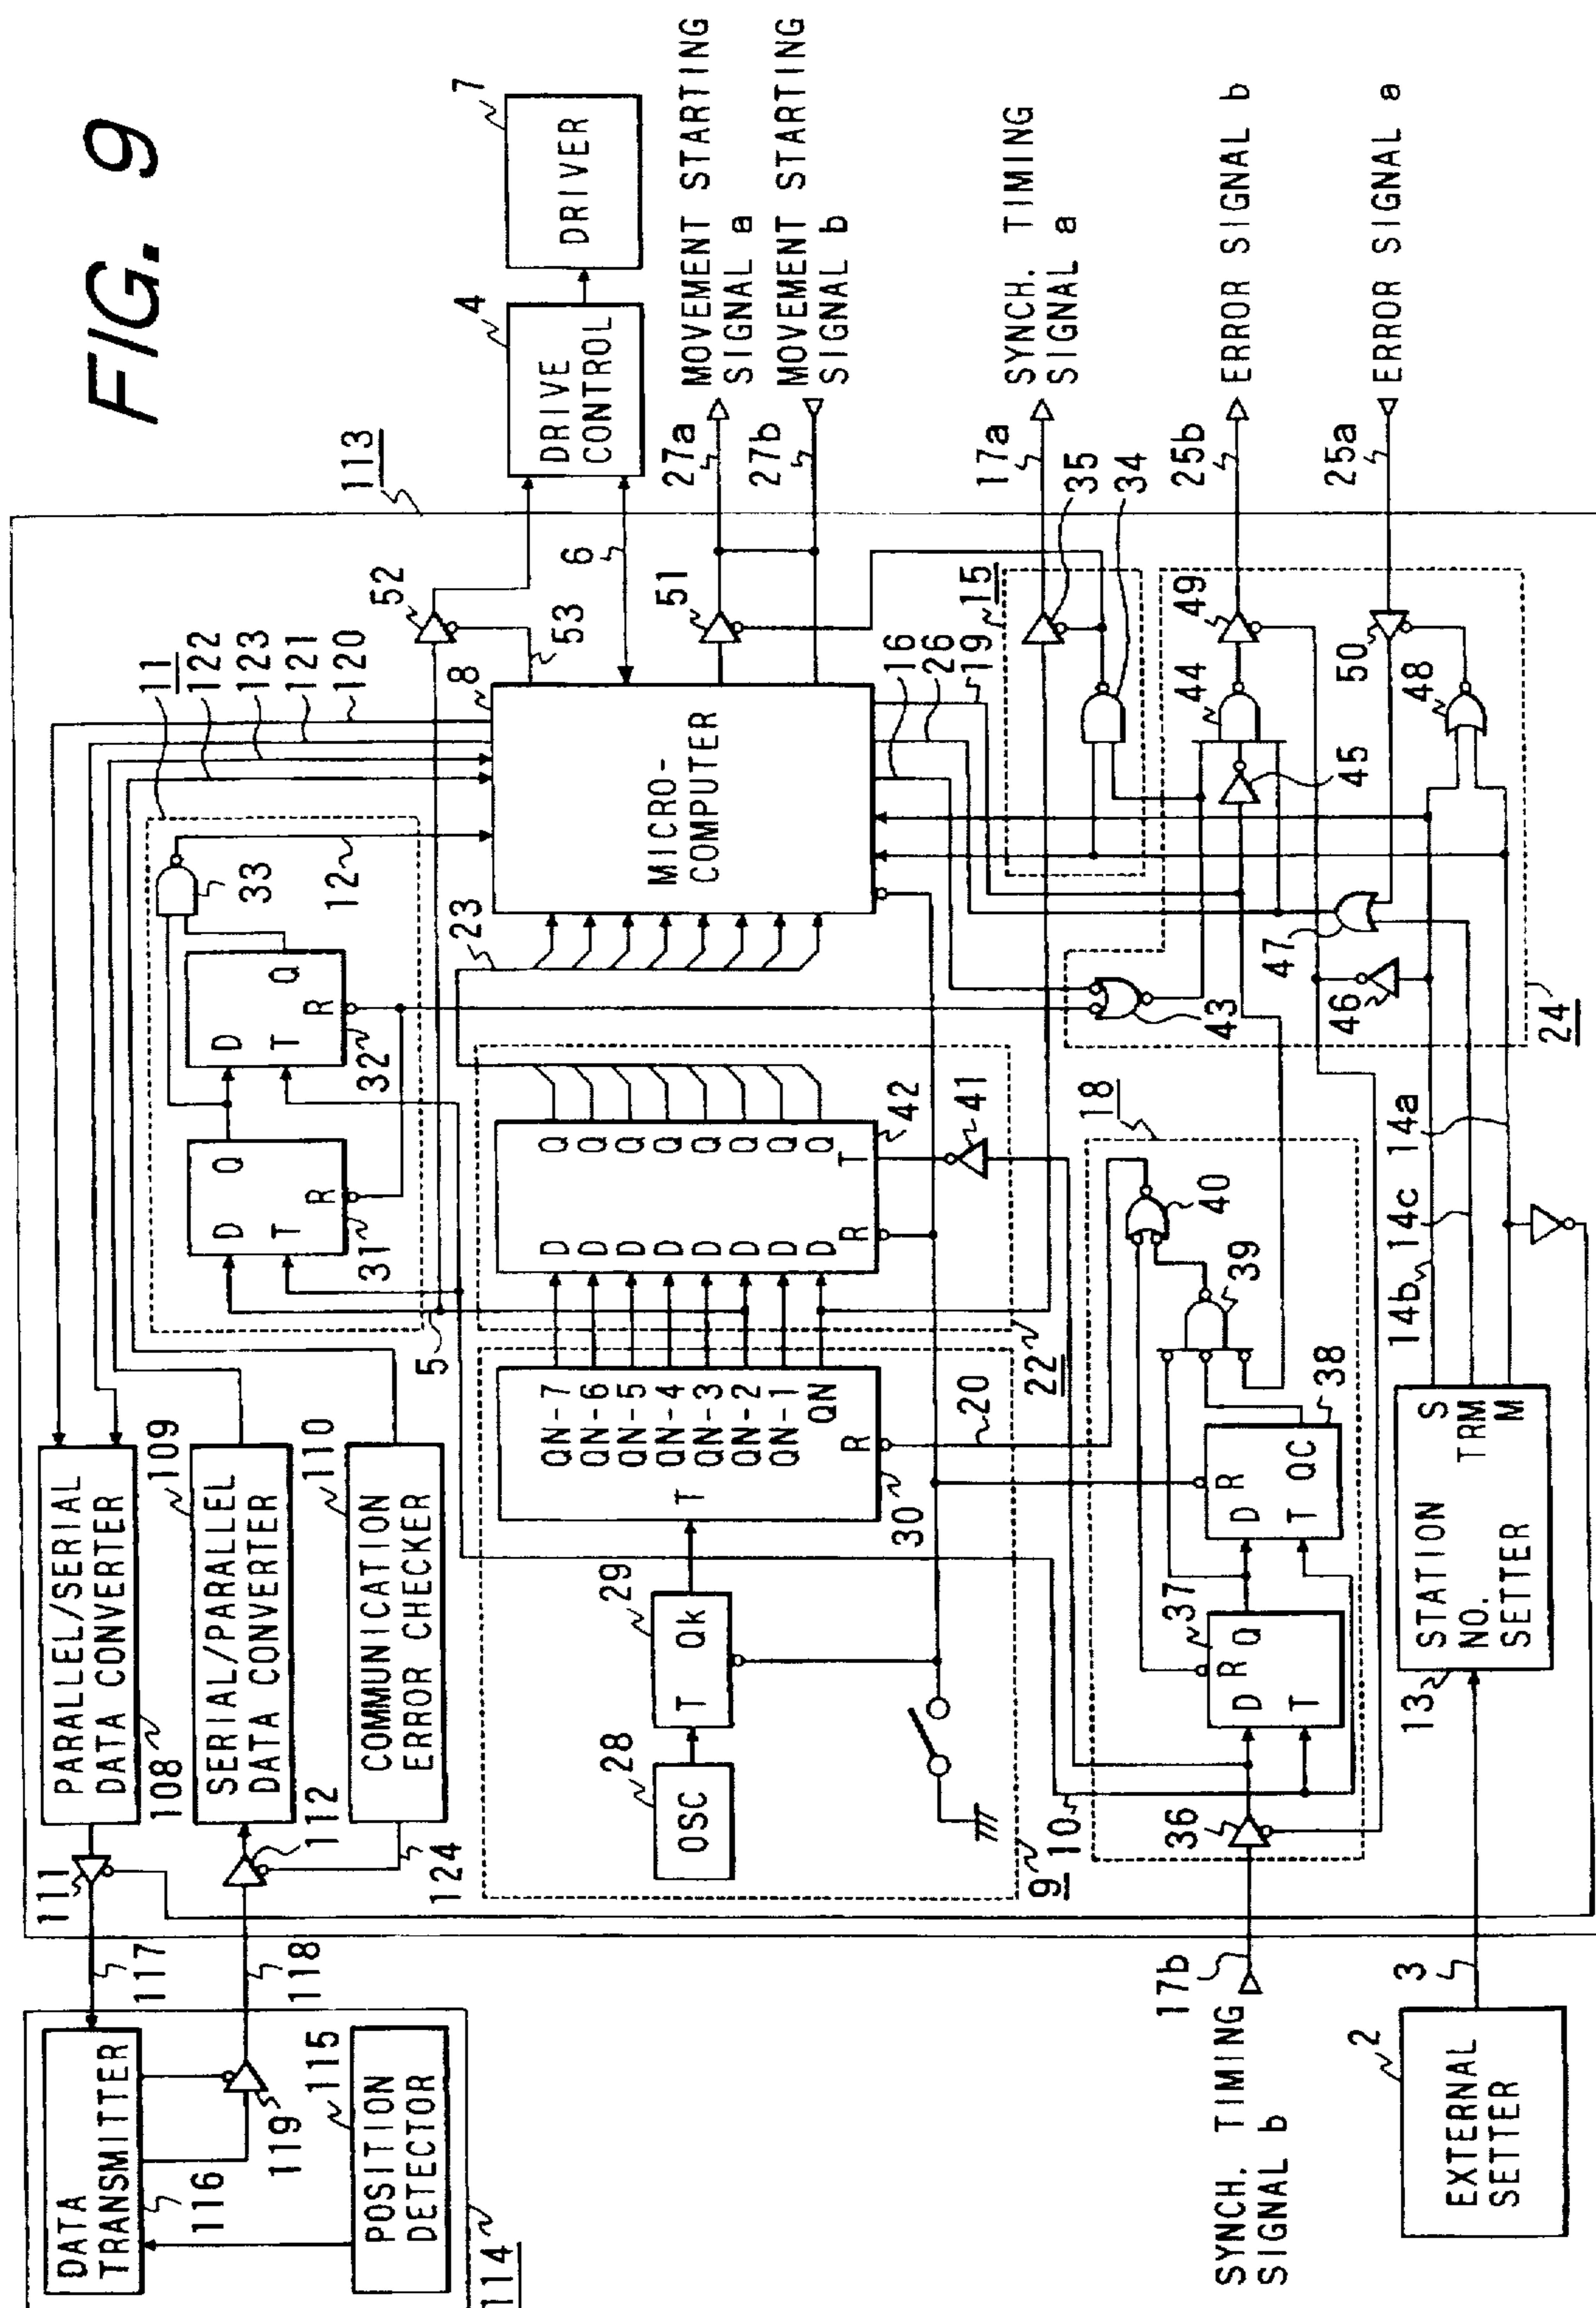 FIG. 9
113
114
DATA
TRANSMITTER
116
119
POSITION
DETECTOR
115
117
118
111
112
124
PARALLEL/SERIAL
DATA CONVERTER
108
SERIAL/PARALLEL
DATA CONVERTER
109
COMMUNICATION
ERROR CHECKER
110
11
122
123
121
120
D Q
T
R
31
D
T Q
R
32
33
12
5
52
53
6
DRIVE
CONTROL
4
DRIVER
7
MOVEMENT STARTING
SIGNAL a
27a
MOVEMENT STARTING
SIGNAL b
27b
51
8
MICRO-
COMPUTER
23
16
26
19
OSC
28
T Qk
29
T
QN-7
QN-6
QN-5
QN-4
QN-3
QN-2
QN-1
QN
R
30
20
9
10
D Q
D Q
D Q
D Q
D Q
D Q
D Q
D Q
R T
42
41
22
15
35
34
17a
SYNCH. TIMING
SIGNAL a
18
36
D R Q
T
37
D R
T QC
38
39
40
17b
SYNCH. TIMING
SIGNAL b
43
44
45
46
47
48
49
50
24
25b
ERROR SIGNAL b
25a
ERROR SIGNAL a
14b
14c
14a
STATION
NO.
SETTER
S
TRM
M
13
3
EXTERNAL
SETTER
2